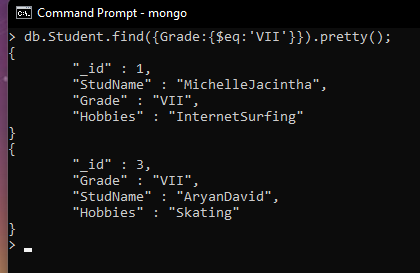 Command Prompt - mongo
> db.Student.find({Grade:{$eq:'VII'}}).pretty();
{
        "_id" : 1,
        "StudName" : "MichelleJacintha",
        "Grade" : "VII",
        "Hobbies" : "InternetSurfing"
}
{
        "_id" : 3,
        "Grade" : "VII",
        "StudName" : "AryanDavid",
        "Hobbies" : "Skating"
}
>